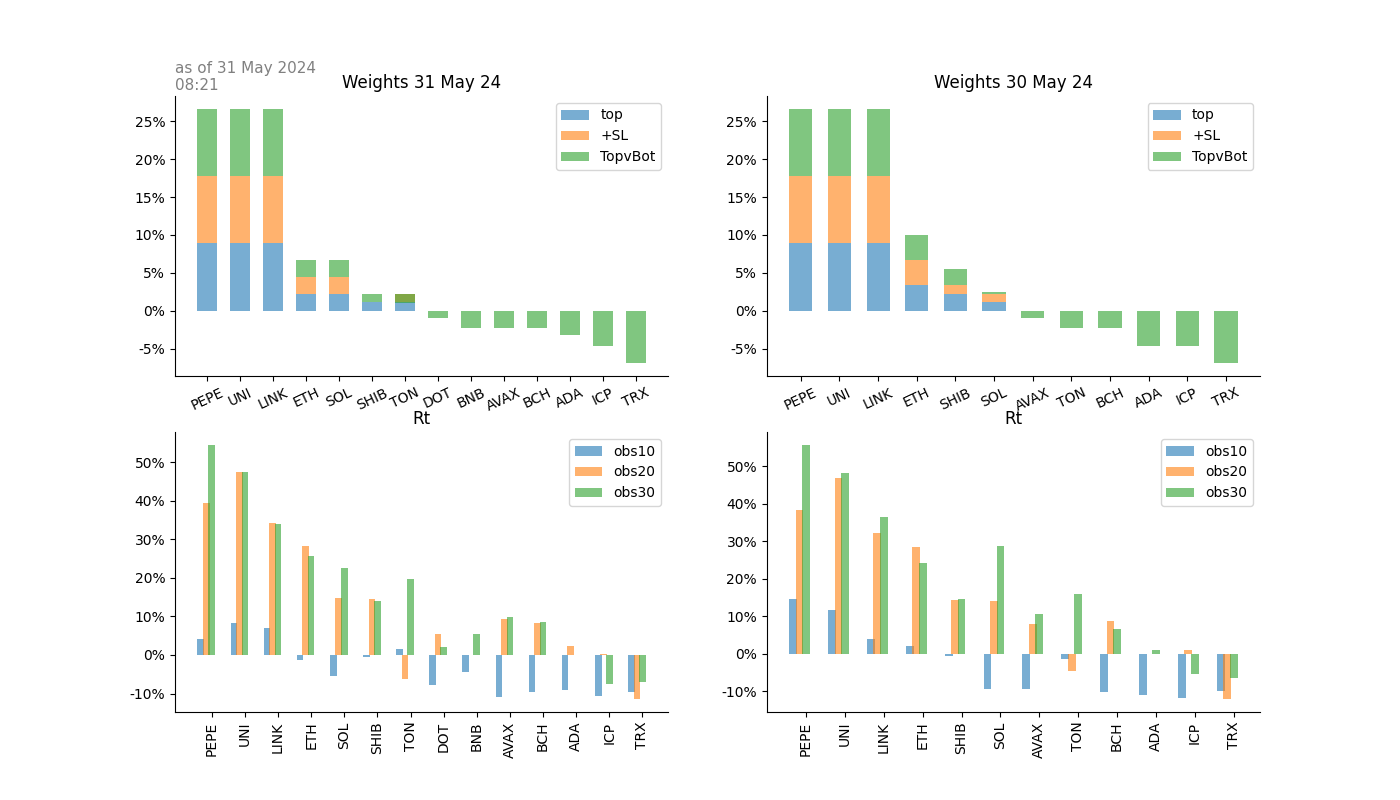 as of 31 May 2024
08:21
Weights 31 May 24
25%
20%
15%
10%
5%
0%
-5%
top
+SL
TopvBot
PEPE UNI LINK ETH SOL SHIB TON DOT BNB AVAX BCH ADA ICP TRX
Weights 30 May 24
25%
20%
15%
10%
5%
0%
-5%
top
+SL
TopvBot
PEPE UNI LINK ETH SHIB SOL AVAX TON BCH ADA ICP TRX
Rt
50%
40%
30%
20%
10%
0%
-10%
obs10
obs20
obs30
PEPE UNI LINK ETH SOL SHIB TON DOT BNB AVAX BCH ADA ICP TRX
Rt
50%
40%
30%
20%
10%
0%
-10%
obs10
obs20
obs30
PEPE UNI LINK ETH SHIB SOL AVAX TON BCH ADA ICP TRX